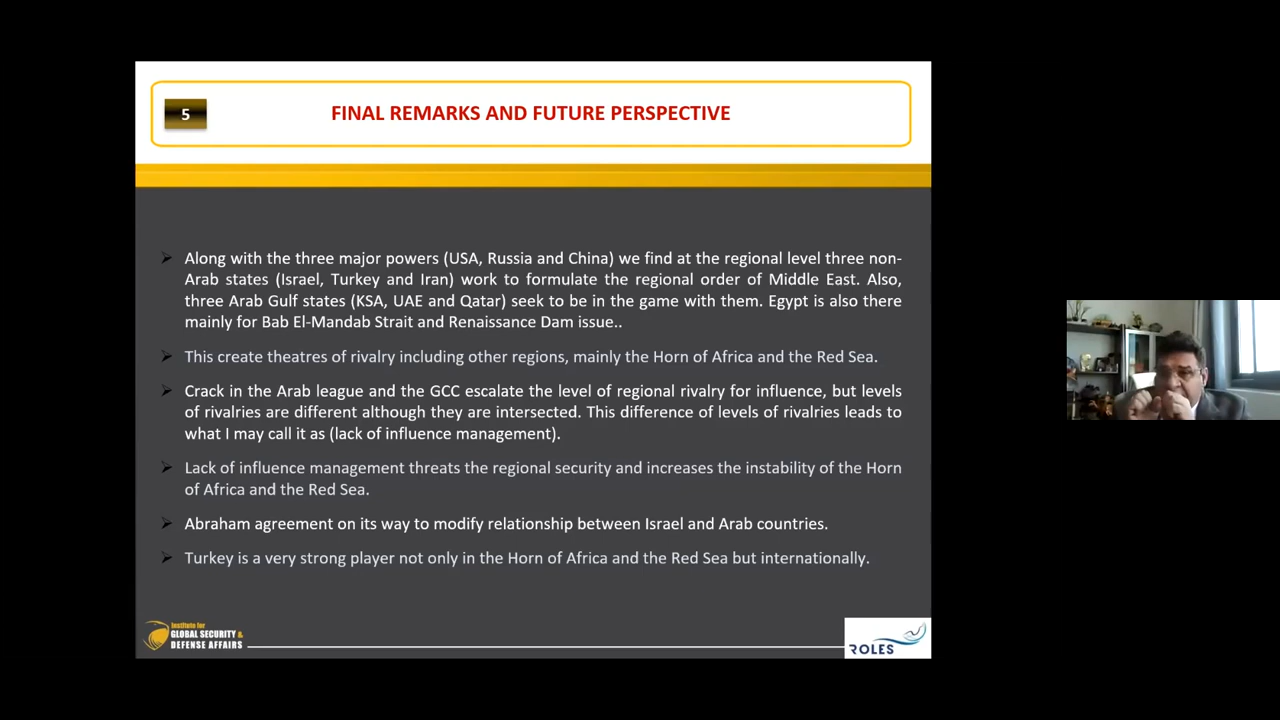 5
FINAL REMARKS AND FUTURE PERSPECTIVE
Along with the three major powers (USA, Russia and China) we find at the regional level three non-
Arab states (Israel, Turkey and Iran) work to formulate the regional order of Middle East. Also,
three Arab Gulf states (KSA, UAE and Qatar) seek to be in the game with them. Egypt is also there
mainly for Bab El-Mandab Strait and Renaissance Dam issue..
This create theatres of rivalry including other regions, mainly the Horn of Africa and the Red Sea.
Crack in the Arab league and the GCC escalate the level of regional rivalry for influence, but levels
of rivalries are different although they are intersected. This difference of levels of rivalries leads to
what I may call it as (lack of influence management).
Lack of influence management threats the regional security and increases the instability of the Horn
of Africa and the Red Sea.
Abraham agreement on its way to modify relationship between Israel and Arab countries.
Turkey is a very strong player not only in the Horn of Africa and the Red Sea but internationally.
Institute for
GLOBAL SECURITY &
DEFENSE AFFAIRS
ROLES